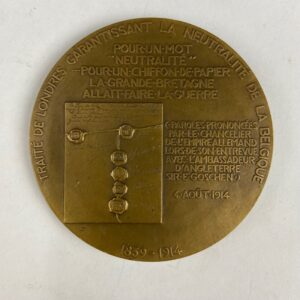 TRAITÉ DE LONDRES GARANTISSANT LA NEUTRALITÉ DE LA BELGIQUE
POUR·UN·MOT
"NEUTRALITÉ"
POUR·UN·CHIFFON·DE·PAPIER
LA·GRANDE·BRETAGNE
ALLAIT·FAIRE·LA·GUERRE
(PAROLES PRONONCÉES
PAR·LE·CHANCELIER
DE·L'EMPIRE·ALLEMAND
LORS·DE·SON·ENTREVUE
AVEC·L'AMBASSADEUR
D'ANGLETERRE
SIR·E·GOSCHEN)
4·AOÛT·1914
1839-1914